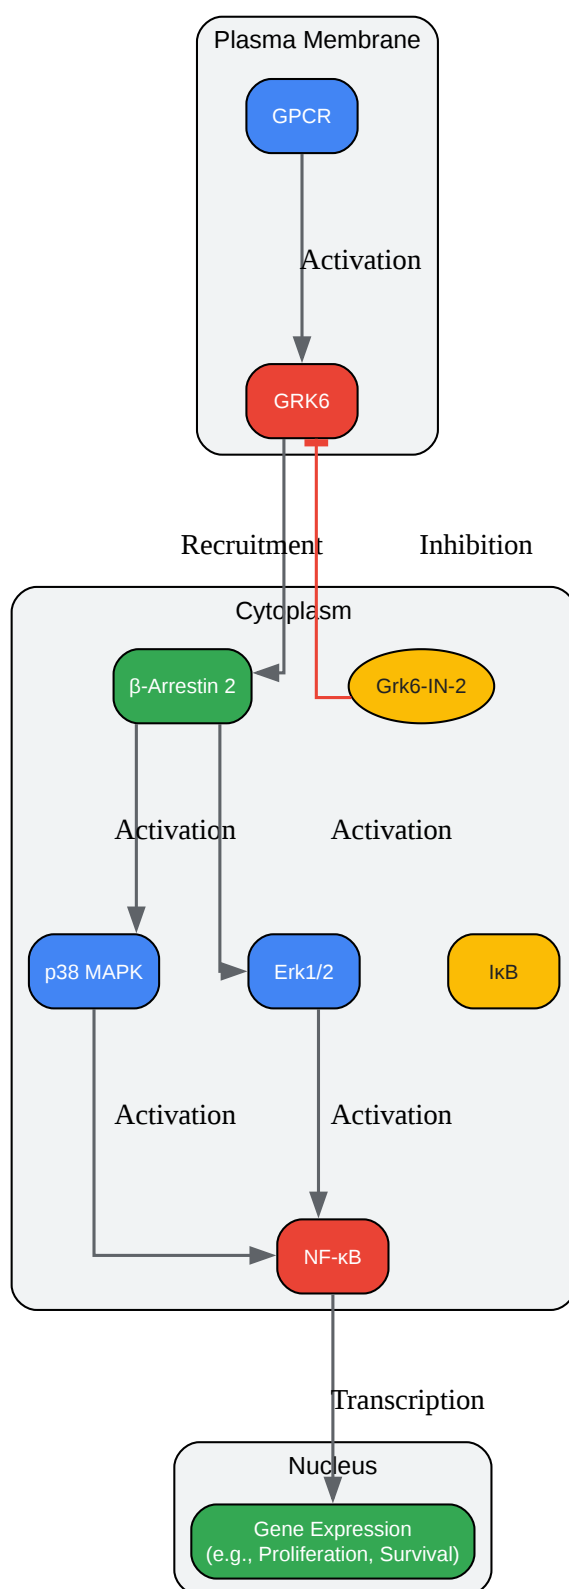 Plasma Membrane
GPCR
Activation
GRK6
Recruitment
Inhibition
Cytoplasm
β-Arrestin 2
Grk6-IN-2
Activation
Activation
p38 MAPK
Erk1/2
IκB
Activation
Activation
NF-κB
Transcription
Nucleus
Gene Expression
(e.g., Proliferation, Survival)